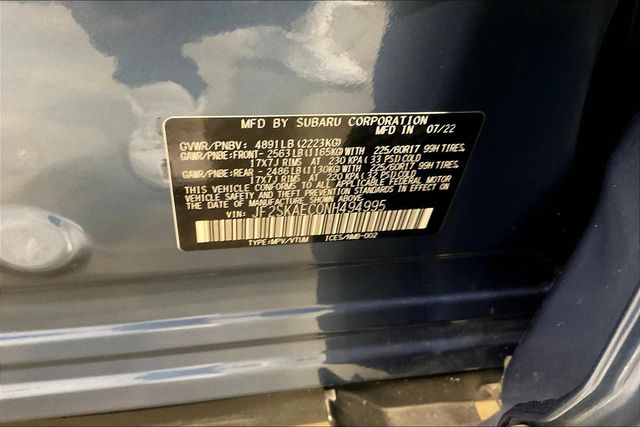 MFD BY SUBARU CORPORATION
MFD IN 07/22
GVWR/PNBV: 4891LB(2223KG)
GAWR/PNBE:FRONT- 2563LB(1165KG)WITH 225/60R17 99H TIRES,
17X7J RIMS AT 230 KPA(33 PSI)COLD
GAWR/PNBE:REAR - 2486LB(1130KG)WITH 225/60R17 99H TIRES,
17X7J RIMS AT 220 KPA(32 PSI)COLD
THIS VEHICLE CONFORMS TO ALL APPLICABLE FEDERAL MOTOR
VEHICLE SAFETY AND THEFT PREVENTION STANDARDS IN EFFECT ON
THE DATE OF MANUFACTURE SHOWN ABOVE.
VIN: JF2SKAEC0NH494995
TYPE:MPV/VTUM ICES/NMB-002